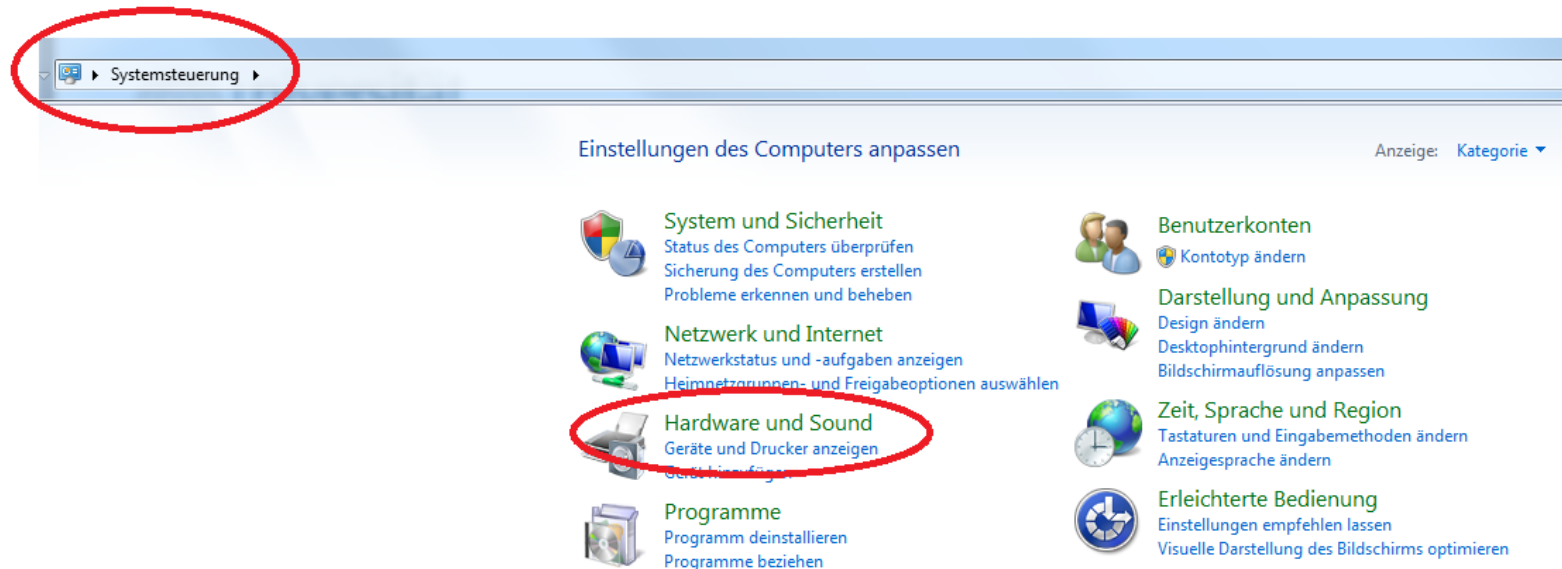 Systemsteuerung
Einstellungen des Computers anpassen
Anzeige: Kategorie
System und Sicherheit
Status des Computers überprüfen
Sicherung des Computers erstellen
Probleme erkennen und beheben
Netzwerk und Internet
Netzwerkstatus und -aufgaben anzeigen
Heimnetzgruppen- und Freigabeoptionen auswählen
Hardware und Sound
Geräte und Drucker anzeigen
Gerät hinzufügen
Programme
Programm deinstallieren
Programme beziehen
Benutzerkonten
Kontotyp ändern
Darstellung und Anpassung
Design ändern
Desktophintergrund ändern
Bildschirmauflösung anpassen
Zeit, Sprache und Region
Tastaturen und Eingabemethoden ändern
Anzeigesprache ändern
Erleichterte Bedienung
Einstellungen empfehlen lassen
Visuelle Darstellung des Bildschirms optimieren